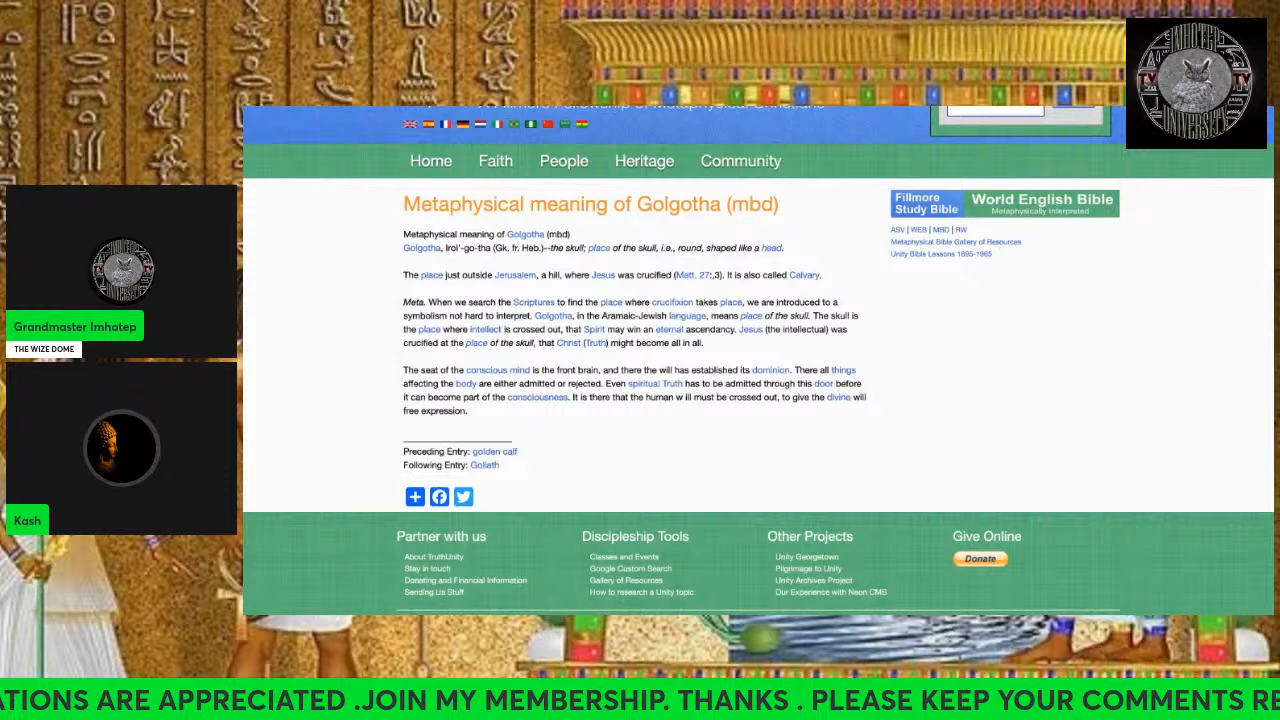 IMHOTEP
TV TV
UNIVERSE
Home Faith People Heritage Community
Metaphysical meaning of Golgotha (mbd)
Metaphysical meaning of Golgotha (mbd)
Golgotha, lrol'-go-tha (Gk. fr. Heb.)--the skull; place of the skull, i.e., round, shaped like a head.
The place just outside Jerusalem, a hill, where Jesus was crucified (Matt. 27:,3). It is also called Calvary.
Meta. When we search the Scriptures to find the place where crucifixion takes place, we are introduced to a
symbolism not hard to interpret. Golgotha, in the Aramaic-Jewish language, means place of the skull. The skull is
the place where intellect is crossed out, that Spirit may win an eternal ascendancy. Jesus (the intellectual) was
crucified at the place of the skull, that Christ (Truth) might become all in all.
The seat of the conscious mind is the front brain, and there the will has established its dominion. There all things
affecting the body are either admitted or rejected. Even spiritual Truth has to be admitted through this door before
it can become part of the consciousness. It is there that the human w ill must be crossed out, to give the divine will
free expression.
Preceding Entry: golden calf
Following Entry: Goliath
Fillmore
Study Bible
World English Bible
Metaphysically Interpreted
ASV | WEB | MBD | RW
Metaphysical Bible Gallery of Resources
Unity Bible Lessons 1895-1965
Grandmaster Imhotep
THE WIZE DOME
Kash
Partner with us
About TruthUnity
Stay in touch
Donating and Financial Information
Sending Us Stuff
Discipleship Tools
Classes and Events
Google Custom Search
Gallery of Resources
How to research a Unity topic
Other Projects
Unity Georgetown
Pilgrimage to Unity
Unity Archives Project
Our Experience with Neon CMS
Give Online
Donate
ATIONS ARE APPRECIATED .JOIN MY MEMBERSHIP. THANKS . PLEASE KEEP YOUR COMMENTS RE